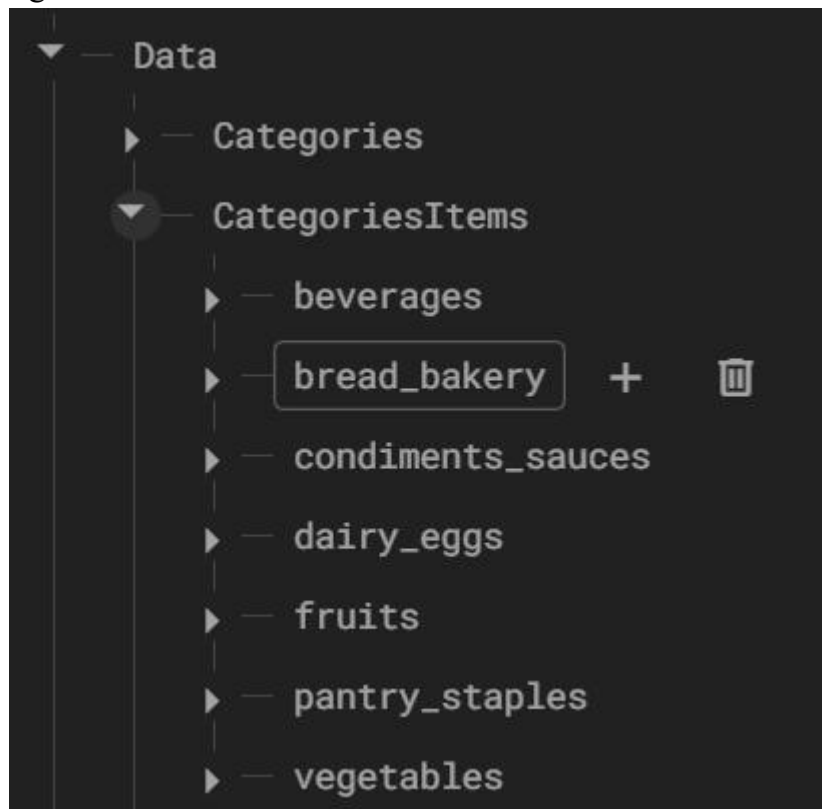 Data
Categories
CategoriesItems
beverages
bread_bakery
condiments_sauces
dairy_eggs
fruits
pantry_staples
vegetables